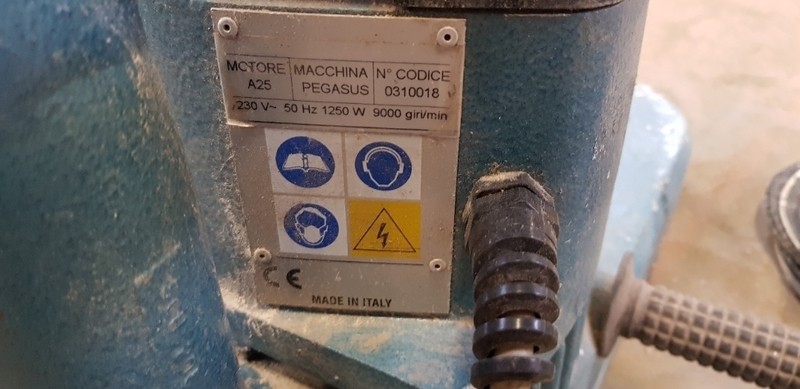 MOTORE MACCHINA N° CODICE
A25 PEGASUS 0310018
230 V~ 50 Hz 1250 W 9000 giri/min
CE
MADE IN ITALY